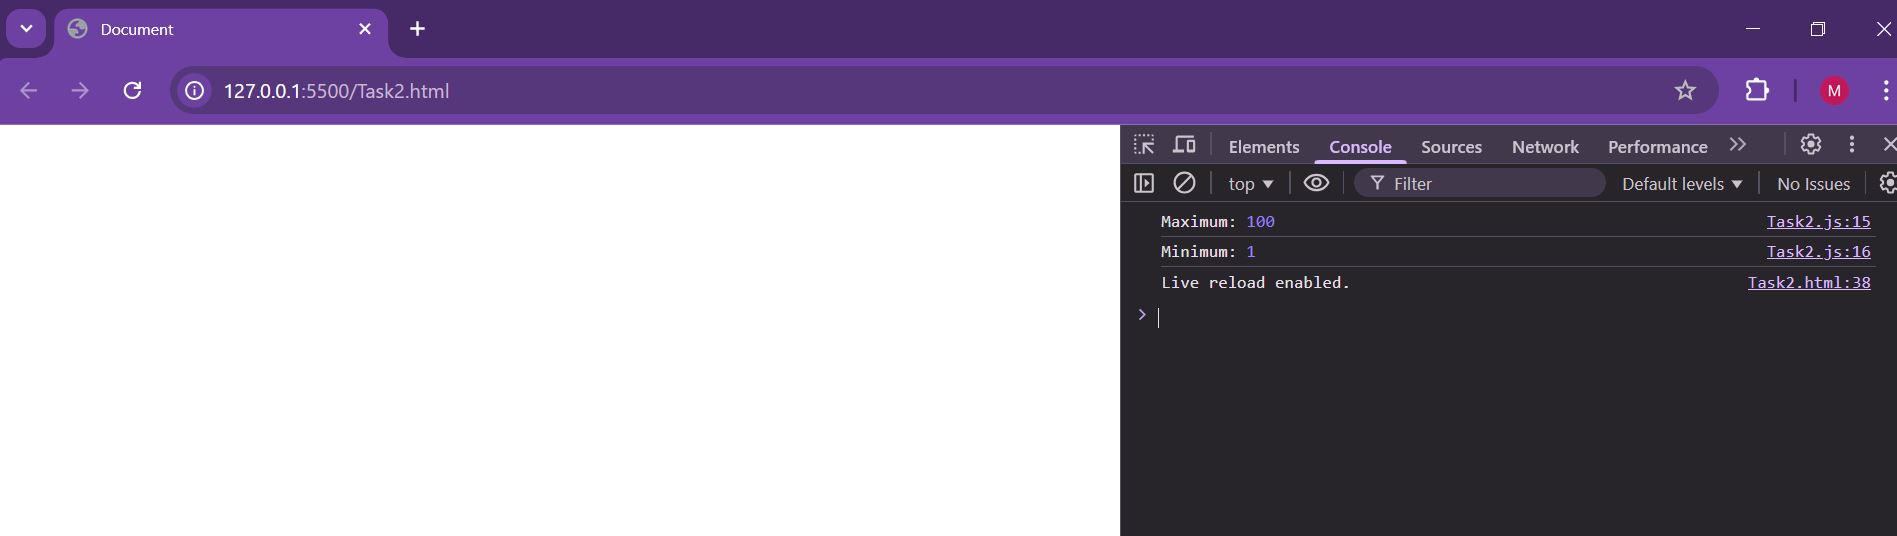 Document
127.0.0.1:5500/Task2.html
M
Elements Console Sources Network Performance
top Filter Default levels No Issues
Maximum: 100 Task2.js:15
Minimum: 1 Task2.js:16
Live reload enabled. Task2.html:38